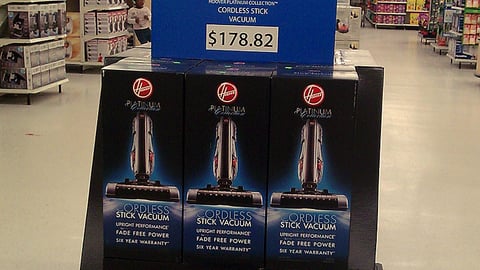 HOOVER PLATINUM COLLECTION™
CORDLESS STICK
VACUUM
$178.82
HOOVER
PLATINUM
CORDLESS
STICK VACUUM
UPRIGHT PERFORMANCE
FADE FREE POWER
SIX YEAR WARRANTY*
HOOVER
PLATINUM
CORDLESS
STICK VACUUM
UPRIGHT PERFORMANCE
FADE FREE POWER
SIX YEAR WARRANTY*
HOOVER
PLATINUM
CORDLESS
STICK VACUUM
UPRIGHT PERFORMANCE
FADE FREE POWER
SIX YEAR WARRANTY*